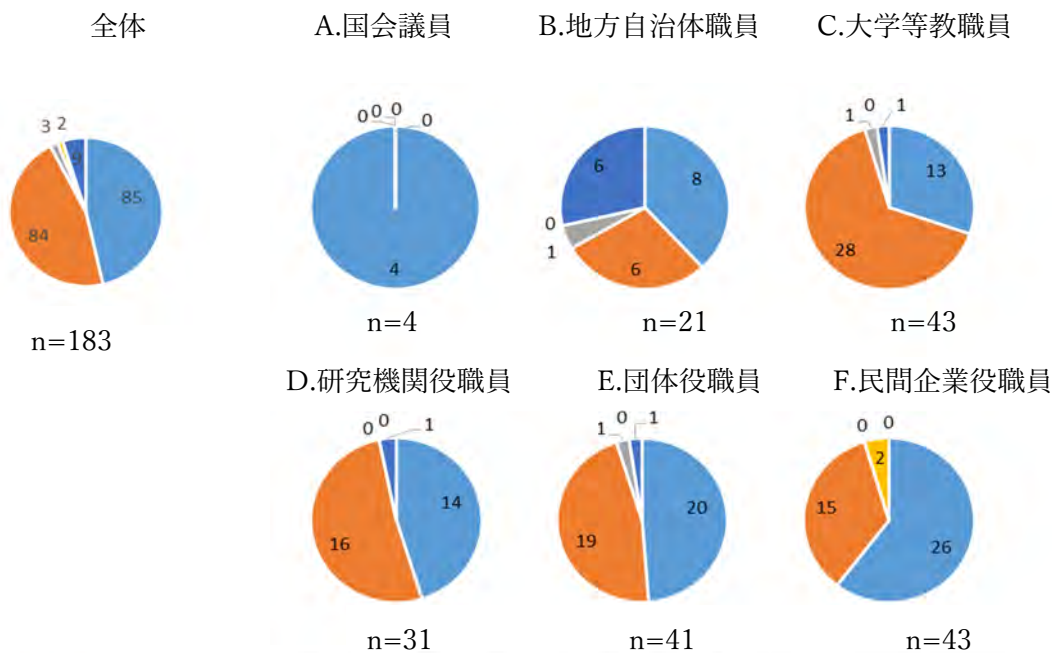 全体
A.国会議員
B.地方自治体職員
C.大学等教職員
3 2
9
85
84
n=183
0 0 0 0
4
n=4
6
8
0
1
6
n=21
1 0 1
13
28
n=43
D.研究機関役職員
E.団体役職員
F.民間企業役職員
0 0 1
14
16
n=31
1 0 1
20
19
n=41
0 0
2
15
26
n=43